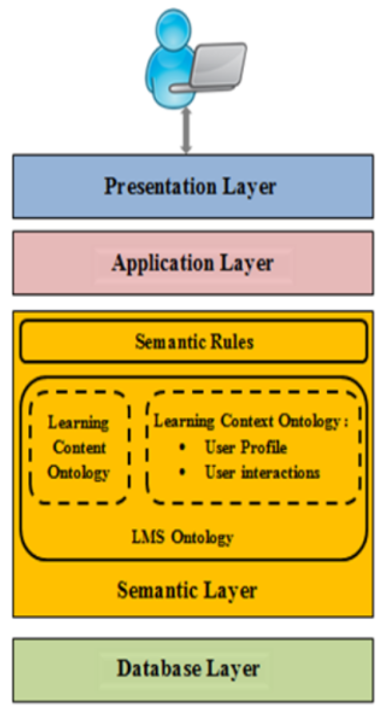 Presentation Layer
Application Layer
Semantic Rules
Learning
Content
Ontology
Learning Context Ontology :
• User Profile
• User interactions
LMS Ontology
Semantic Layer
Database Layer